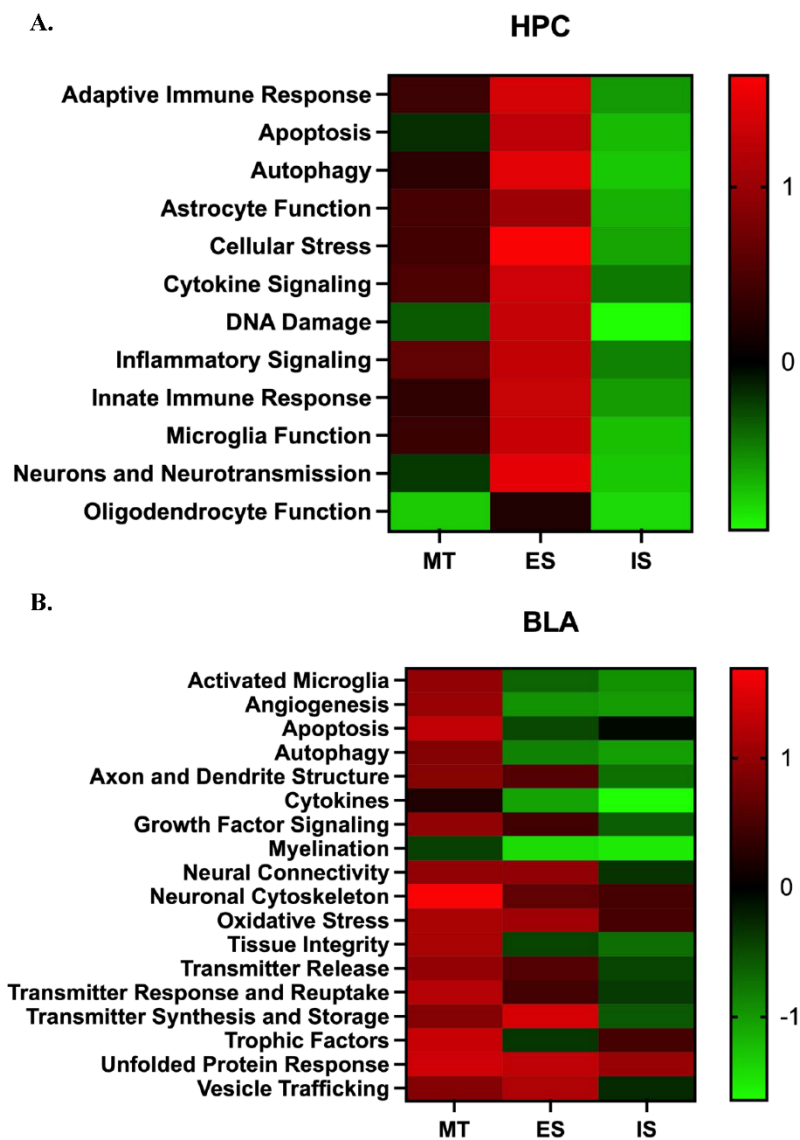 A.
HPC
Adaptive Immune Response
Apoptosis
Autophagy
Astrocyte Function
Cellular Stress
Cytokine Signaling
DNA Damage
Inflammatory Signaling
Innate Immune Response
Microglia Function
Neurons and Neurotransmission
Oligodendrocyte Function
MT ES IS
1
0
B.
BLA
Activated Microglia
Angiogenesis
Apoptosis
Autophagy
Axon and Dendrite Structure
Cytokines
Growth Factor Signaling
Myelination
Neural Connectivity
Neuronal Cytoskeleton
Oxidative Stress
Tissue Integrity
Transmitter Release
Transmitter Response and Reuptake
Transmitter Synthesis and Storage
Trophic Factors
Unfolded Protein Response
Vesicle Trafficking
MT ES IS
1
0
-1